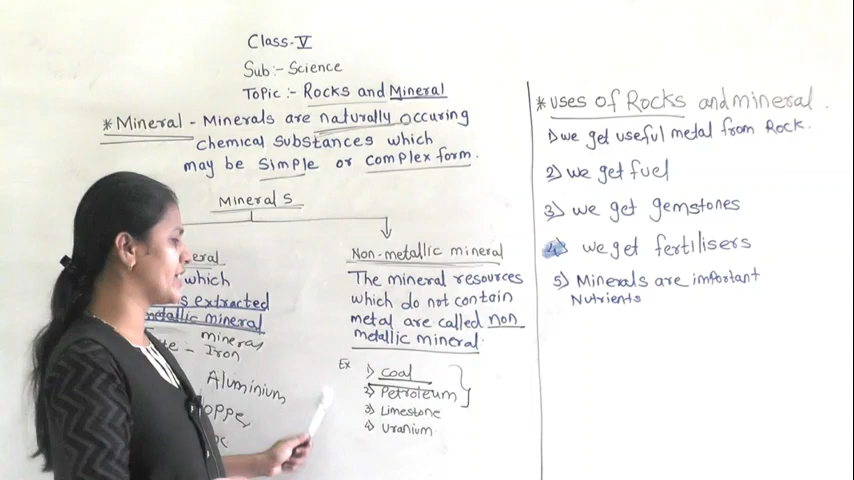 Class-V
Sub:- Science
Topic:- Rocks and Mineral
* Mineral - Minerals are naturally occuring
chemical substances which
may be simple or complex form.
Minerals
which
extracted
metallic mineral
mineral
Iron
Aluminium
Non-metallic mineral
The mineral resources
which do not contain
metal are called non
metallic mineral.
Ex 1) Coal
2) Petroleum
3) Limestone
4) Uranium
* uses of Rocks and mineral.
1) we get useful metal from Rock.
2) we get fuel
3) we get gemstones
4) we get fertilisers
5) Minerals are important
Nutrients